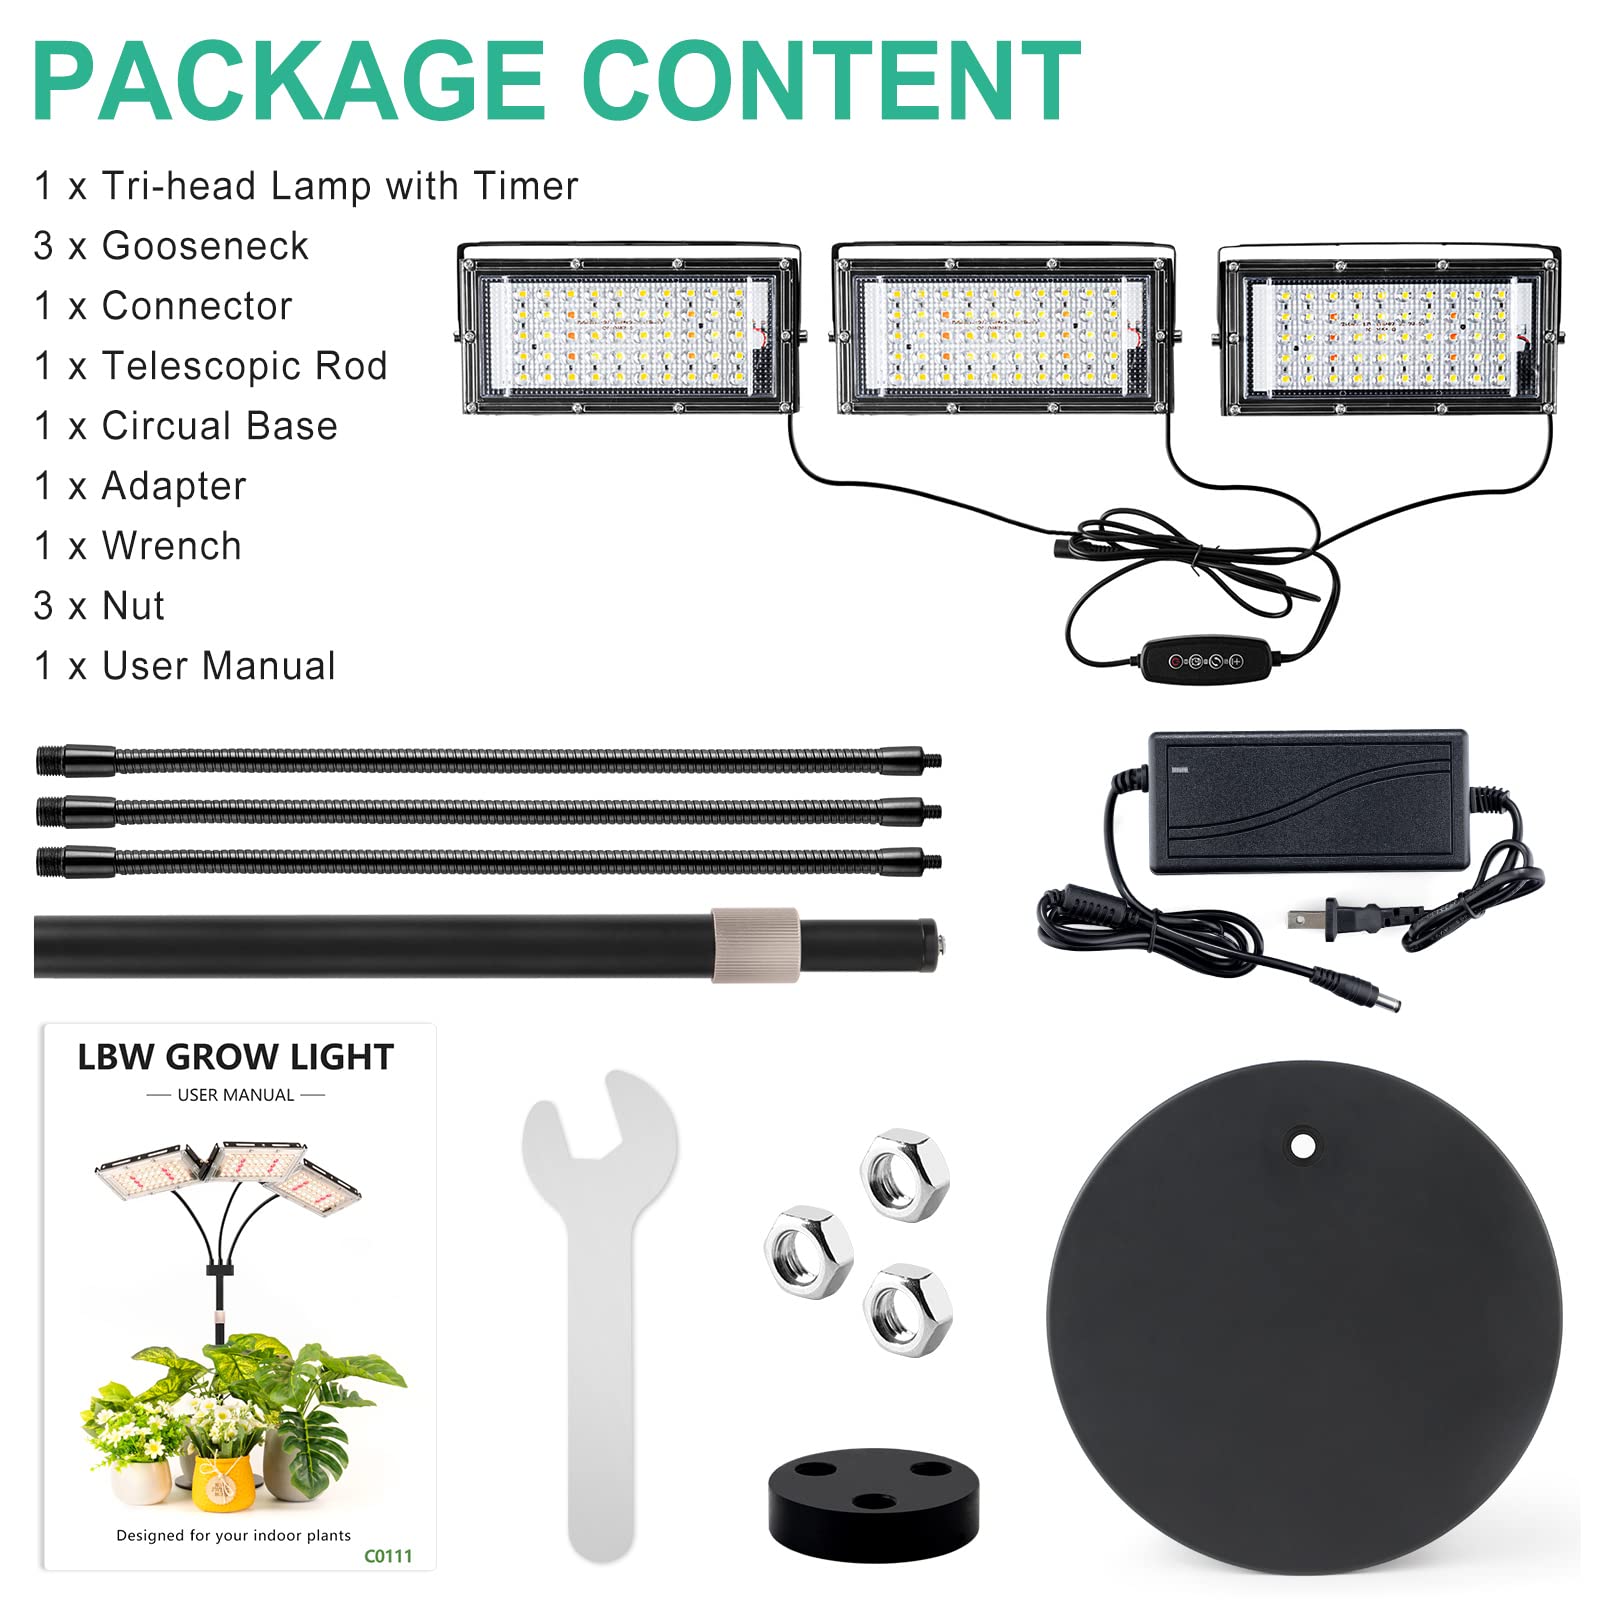 PACKAGE CONTENT
1 x Tri-head Lamp with Timer
3 x Gooseneck
1 x Connector
1 x Telescopic Rod
1 x Circual Base
1 x Adapter
1 x Wrench
3 x Nut
1 x User Manual
LBW GROW LIGHT
USER MANUAL
Designed for your indoor plants
C0111